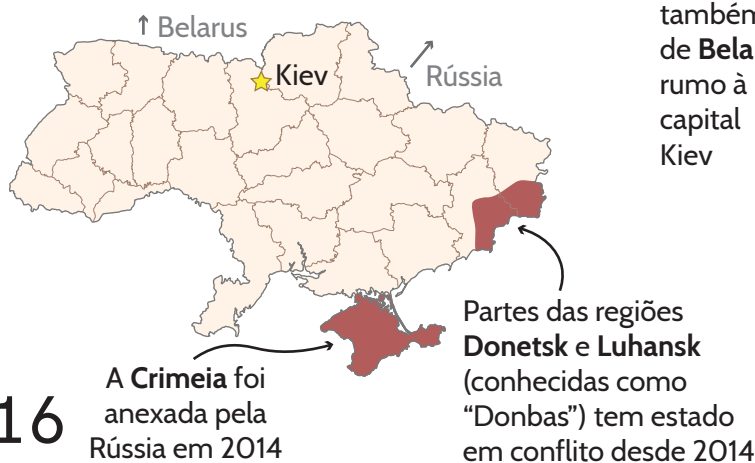 ↑ Belarus
Kiev
Rússia
também
de Bela
rumo à
capital
Kiev
Partes das regiões
Donetsk e Luhansk
(conhecidas como
“Donbas”) tem estado
em conflito desde 2014
A Crimeia foi
anexada pela
Rússia em 2014
16